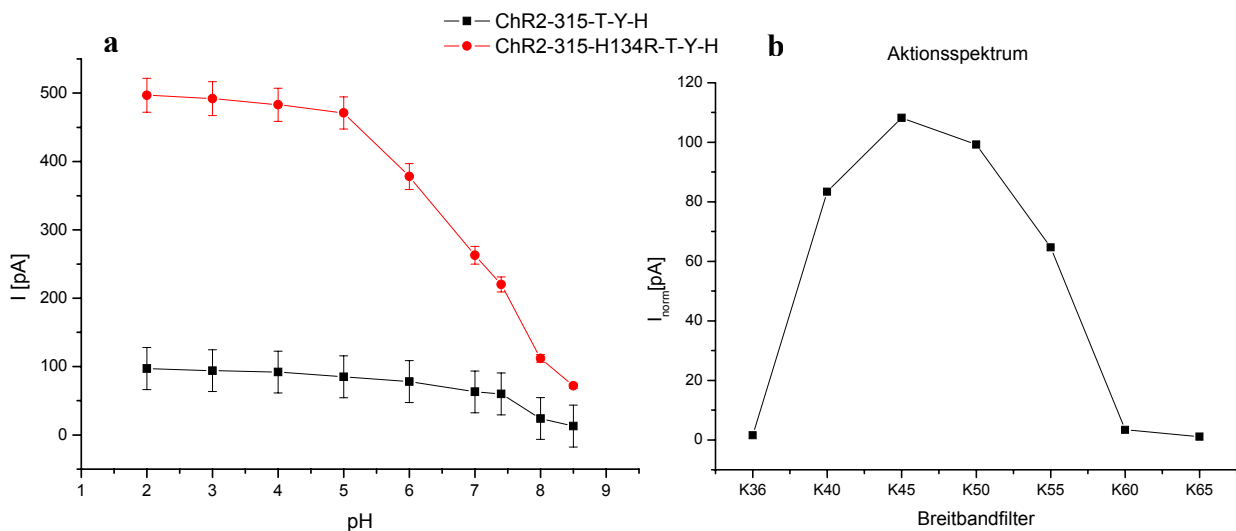 a
ChR2-315-T-Y-H
ChR2-315-H134R-T-Y-H
I [pA]
500
400
300
200
100
0
1 2 3 4 5 6 7 8 9
pH
b
Aktionsspektrum
I norm[pA]
120
100
80
60
40
20
0
K36 K40 K45 K50 K55 K60 K65
Breitbandfilter